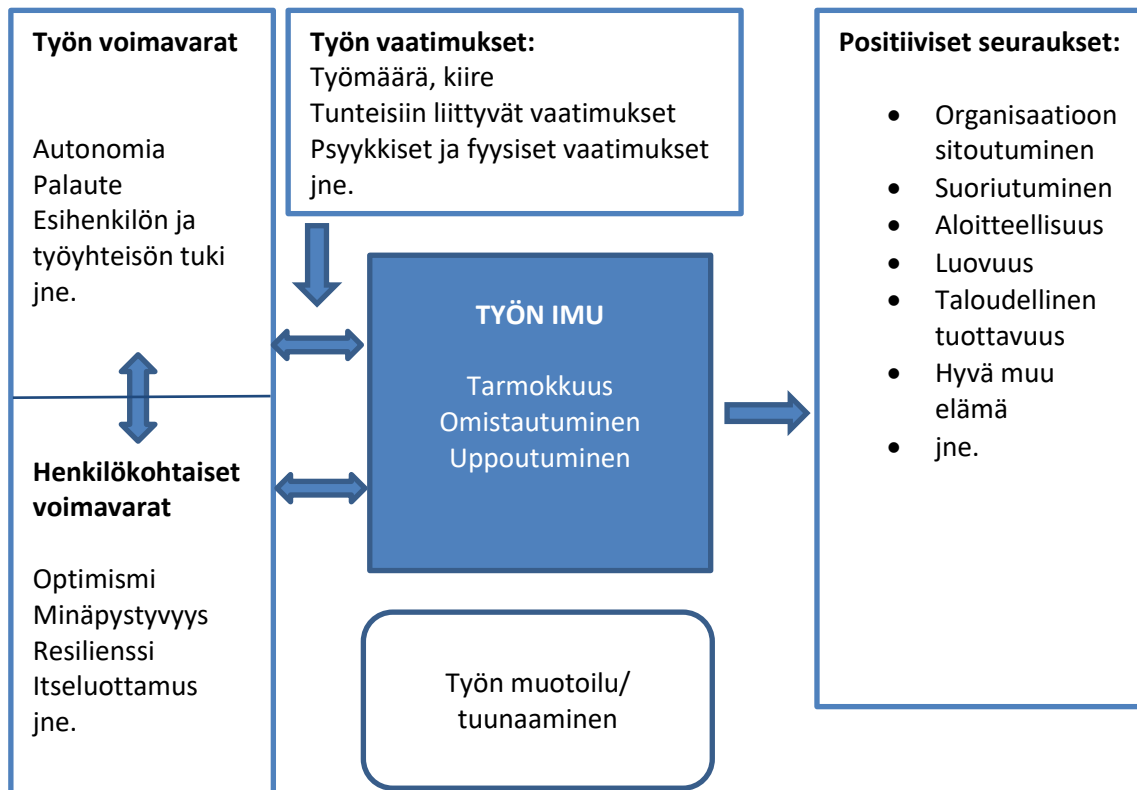 Työn voimavarat
Autonomia
Palaute
Esihenkilön ja
työyhteisön tuki
jne.
Henkilökohtaiset
voimavarat
Optimismi
Minäpystyvyys
Resilienssi
Itseluottamus
jne.
Työn vaatimukset:
Työmäärä, kiire
Tunteisiin liittyvät vaatimukset
Psyykkiset ja fyysiset vaatimukset
jne.
TYÖN IMU
Tarmokkuus
Omistautuminen
Uppoutuminen
Työn muotoilu/
tuunaaminen
Positiiviset seuraukset:
• Organisaatioon
sitoutuminen
• Suoriutuminen
• Aloitteellisuus
• Luovuus
• Taloudellinen
tuottavuus
• Hyvä muu
elämä
• jne.